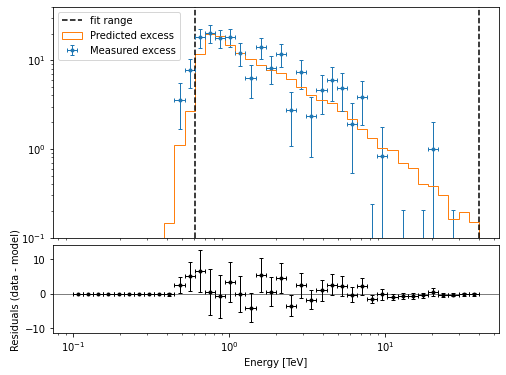 fit range
Predicted excess
Measured excess
10¹
10⁰
10⁻¹
Residuals (data - model)
10
0
−10
10⁻¹
10⁰
10¹
Energy [TeV]